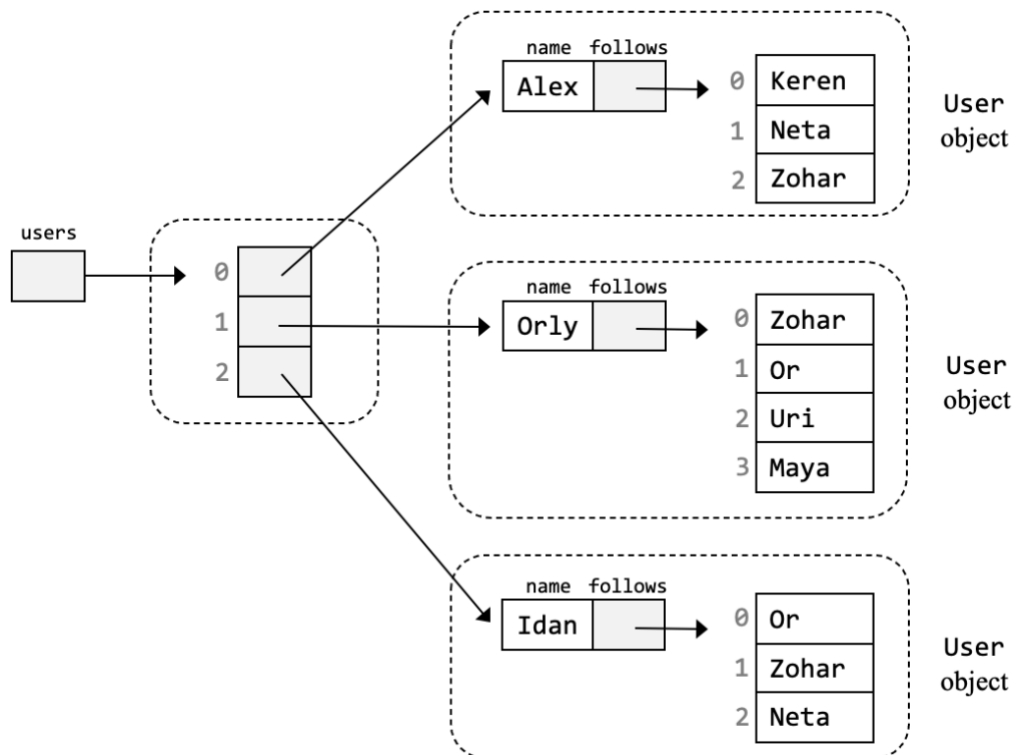 name follows
Alex
0 Keren
1 Neta
2 Zohar
User
object
users
0
1
2
name follows
Orly
0 Zohar
1 Or
2 Uri
3 Maya
User
object
name follows
Idan
0 Or
1 Zohar
2 Neta
User
object